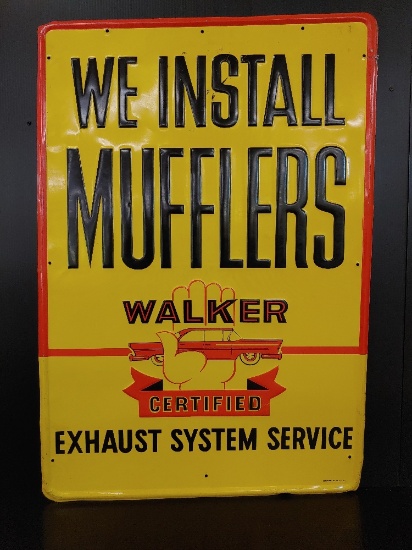 WE INSTALL
MUFFLERS
WALKER
CERTIFIED
EXHAUST SYSTEM SERVICE